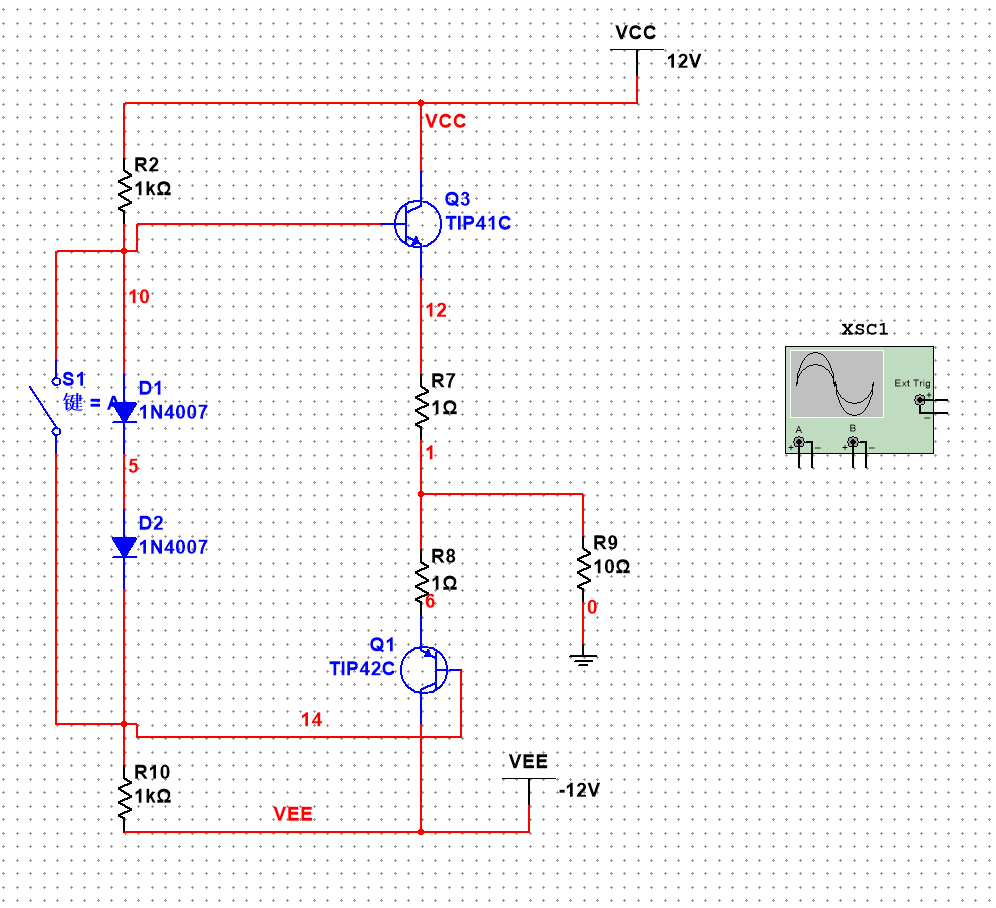 VCC
12V
VCC
R2
1kΩ
Q3
TIP41C
10
12
xsc1
S1
键 = A
D1
1N4007
R7
1Ω
Ext Trig
+
−
A
B
+
−
+
−
5
1
D2
1N4007
R8
1Ω
6
R9
10Ω
0
Q1
TIP42C
14
R10
1kΩ
VEE
VEE
-12V